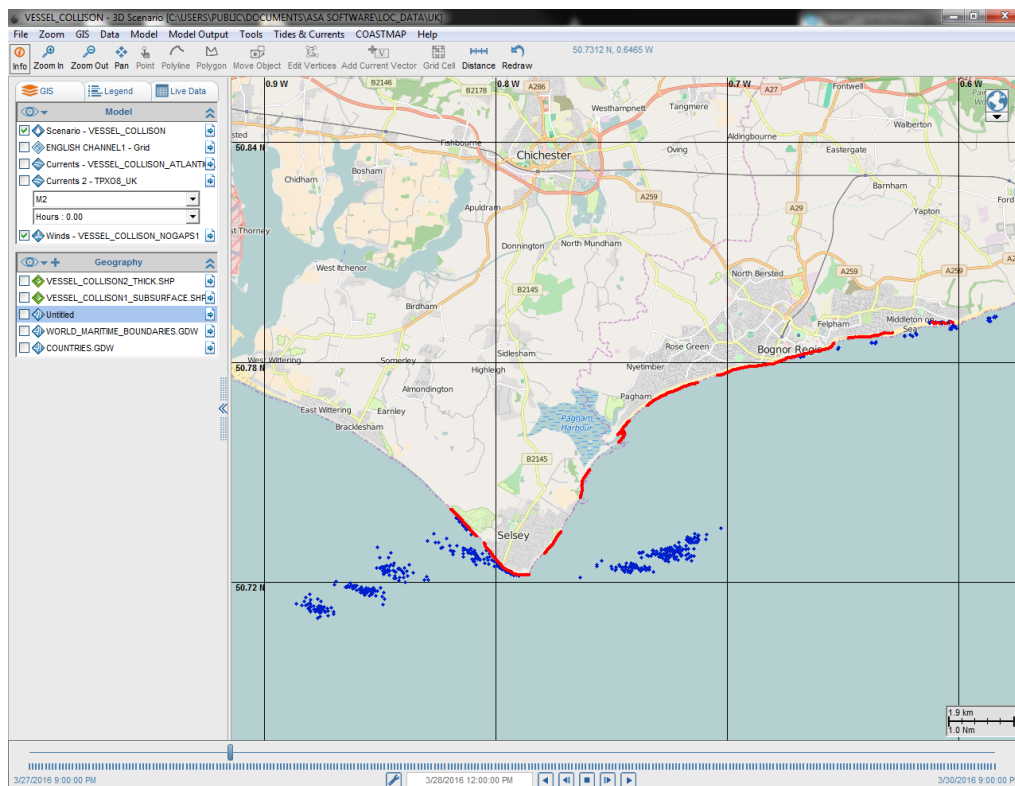 VESSEL_COLLISON - 3D Scenario [C:\USERS\PUBLIC\DOCUMENTS\ASA SOFTWARE\LOC_DATA\UK]
File Zoom GIS Data Model Model Output Tools Tides & Currents COASTMAP Help
Info Zoom In Zoom Out Pan Point Polyline Polygon Move Object Edit Vertices Add Current Vector Grid Cell Distance Redraw
50.7312 N, 0.6465 W
GIS Legend Live Data
Model
Scenario - VESSEL_COLLISON
ENGLISH CHANNEL1 - Grid
Currents - VESSEL_COLLISON_ATLANTI
Currents 2 - TPXO8_UK
M2
Hours : 0.00
Winds - VESSEL_COLLISON_NOGAPS1
Geography
VESSEL_COLLISON2_THICK.SHP
VESSEL_COLLISON1_SUBSURFACE.SHP
Untitled
WORLD_MARITIME_BOUNDARIES.GDW
COUNTRIES.GDW
0.9 W 0.8 W 0.7 W 0.6 W
B2146 B2178 A286 A27 Fontwell
Westhampnett Tangmere
Walberton
Aldingbourne
Fishbourne
50.84 N
Chichester Oving Eastergate
Bosham
Chidham
Barnham
A259
Ford
Apuldram
A29
Yapton
st Thorney
Donnington North Mundham
West Itchenor
North Bersted A259 A259
B2145
Birdham
Felpham Middleton on Sea
Rose Green Bognor Regis
West Wittering Somerley Sidlesham
50.78 N
Highleigh Nyetimber
Almondington
Pagham
East Wittering Earnley
Pagham Harbour
Bracklesham
B2145
Selsey
50.72 N
1.9 km
1.0 Nm
3/27/2016 9:00:00 PM 3/28/2016 12:00:00 PM 3/30/2016 9:00:00 PM